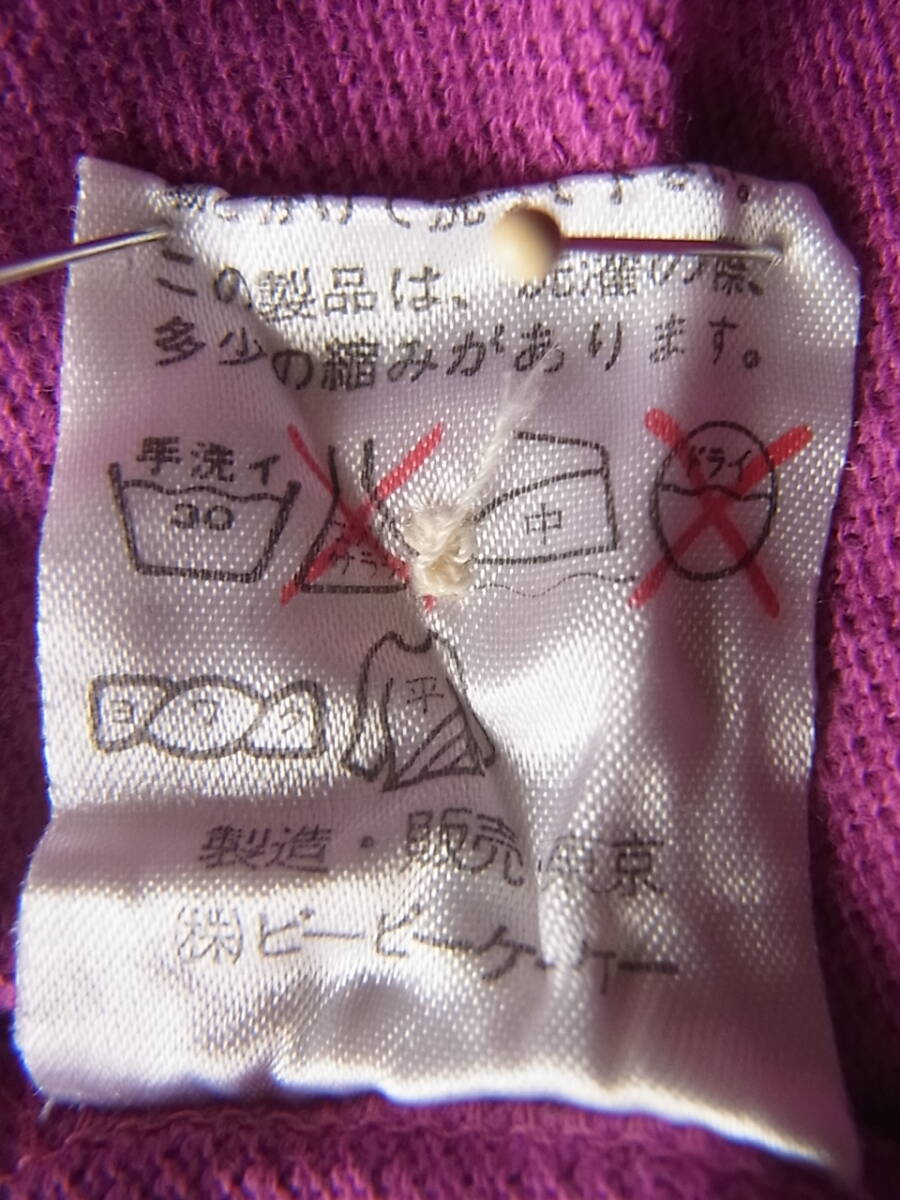 この製品は、洗濯の際、
多少の縮みがあります。
手洗イ
30
中
ドライ
ヨワク
平
製造・販売 東京
㈱ピーピーケーケー